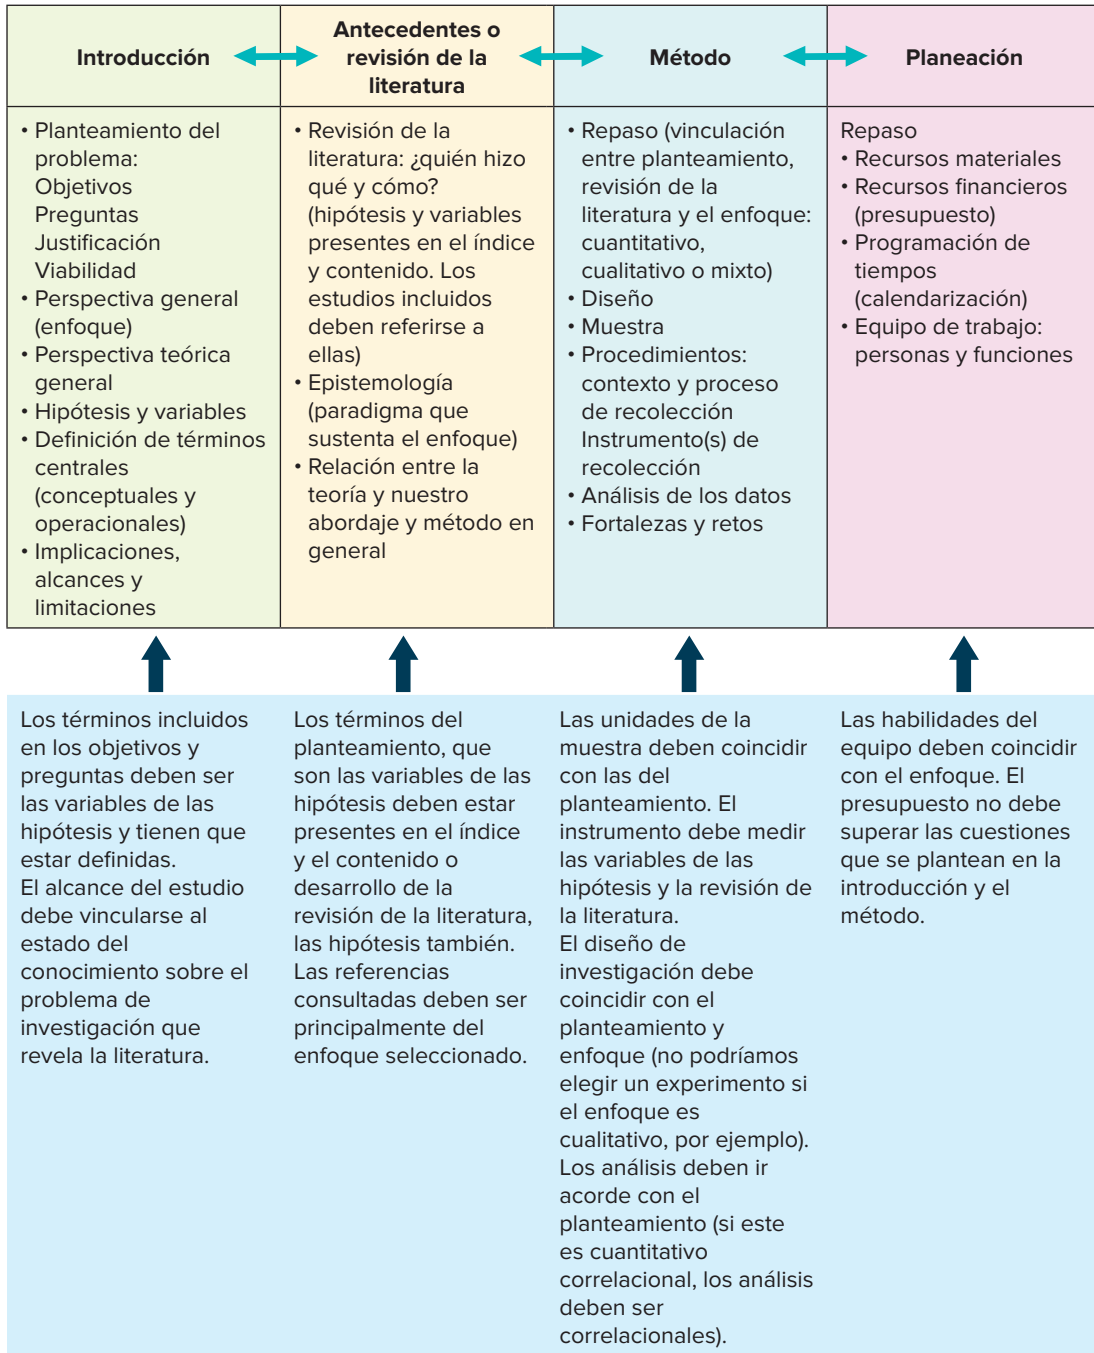 Introducción
Antecedentes o
revisión de la
literatura
Método
Planeación
• Planteamiento del
problema:
Objetivos
Preguntas
Justificación
Viabilidad
• Perspectiva general
(enfoque)
• Perspectiva teórica
general
• Hipótesis y variables
• Definición de términos
centrales
(conceptuales y
operacionales)
• Implicaciones,
alcances y
limitaciones
• Revisión de la
literatura: ¿quién hizo
qué y cómo?
(hipótesis y variables
presentes en el índice
y contenido. Los
estudios incluidos
deben referirse a
ellas)
• Epistemología
(paradigma que
sustenta el enfoque)
• Relación entre la
teoría y nuestro
abordaje y método en
general
• Repaso (vinculación
entre planteamiento,
revisión de la
literatura y el enfoque:
cuantitativo,
cualitativo o mixto)
• Diseño
• Muestra
• Procedimientos:
contexto y proceso
de recolección
Instrumento(s) de
recolección
• Análisis de los datos
• Fortalezas y retos
Repaso
• Recursos materiales
• Recursos financieros
(presupuesto)
• Programación de
tiempos
(calendarización)
• Equipo de trabajo:
personas y funciones
Los términos incluidos
en los objetivos y
preguntas deben ser
las variables de las
hipótesis y tienen que
estar definidas.
El alcance del estudio
debe vincularse al
estado del
conocimiento sobre el
problema de
investigación que
revela la literatura.
Los términos del
planteamiento, que
son las variables de las
hipótesis deben estar
presentes en el índice
y el contenido o
desarrollo de la
revisión de la literatura,
las hipótesis también.
Las referencias
consultadas deben ser
principalmente del
enfoque seleccionado.
Las unidades de la
muestra deben coincidir
con las del
planteamiento. El
instrumento debe medir
las variables de las
hipótesis y la revisión de
la literatura.
El diseño de
investigación debe
coincidir con el
planteamiento y
enfoque (no podríamos
elegir un experimento si
el enfoque es
cualitativo, por ejemplo).
Los análisis deben ir
acorde con el
planteamiento (si este
es cuantitativo
correlacional, los análisis
deben ser
correlacionales).
Las habilidades del
equipo deben coincidir
con el enfoque. El
presupuesto no debe
superar las cuestiones
que se plantean en la
introducción y el
método.